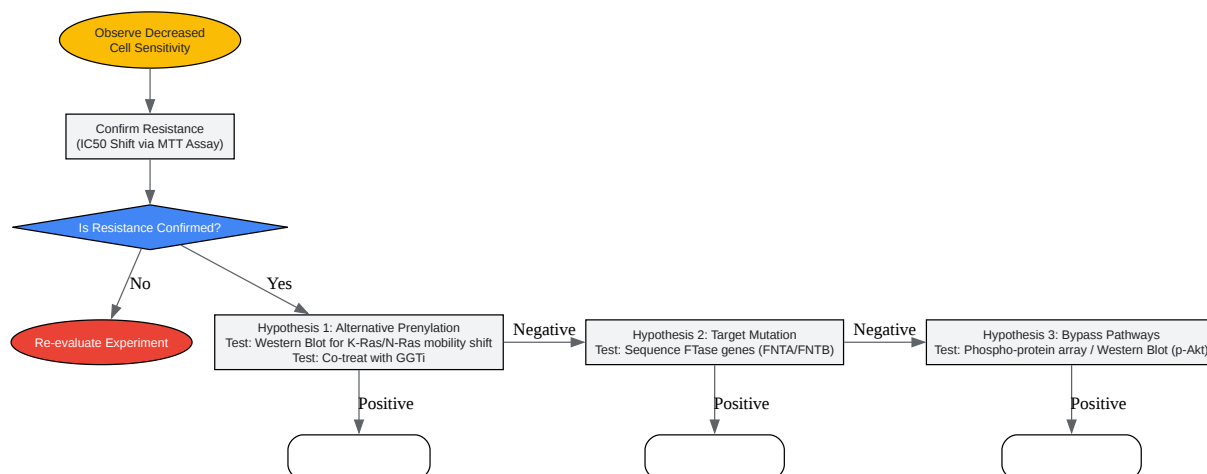 Observe Decreased
Cell Sensitivity
Confirm Resistance
(IC50 Shift via MTT Assay)
Is Resistance Confirmed?
No
Yes
Re-evaluate Experiment
Hypothesis 1: Alternative Prenylation
Test: Western Blot for K-Ras/N-Ras mobility shift
Test: Co-treat with GGTi
Negative
Hypothesis 2: Target Mutation
Test: Sequence FTase genes (FNTA/FNTB)
Negative
Hypothesis 3: Bypass Pathways
Test: Phospho-protein array / Western Blot (p-Akt)
Positive
Positive
Positive